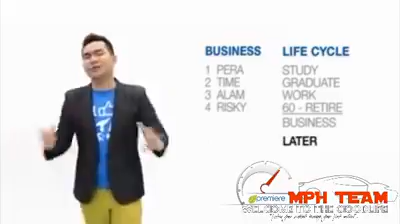 BUSINESS LIFE CYCLE
1 PERA STUDY
2 TIME GRADUATE
3 ALAM WORK
4 RISKY 60 - RETIRE
BUSINESS
LATER
MPH TEAM